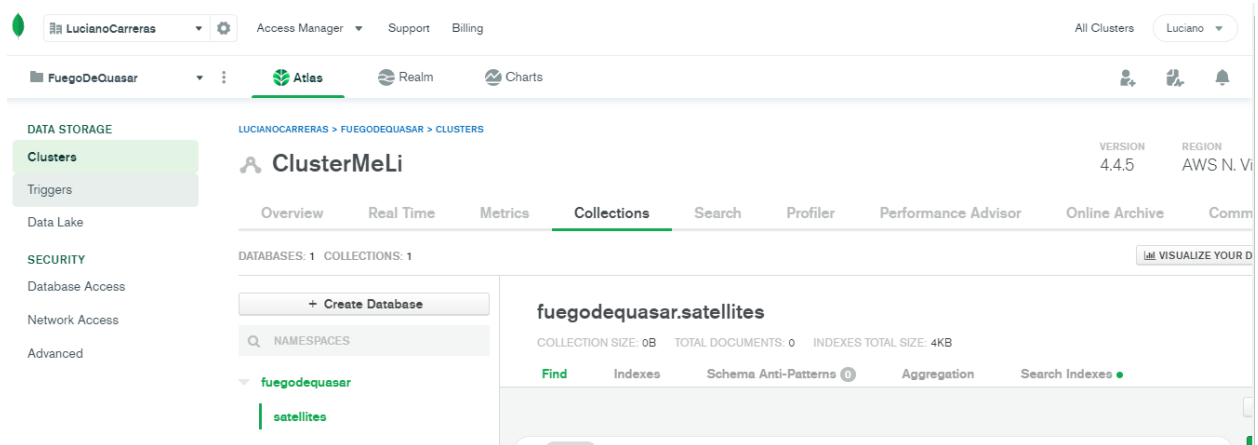 LucianoCarreras Access Manager Support Billing All Clusters Luciano
FuegoDeQuasar Atlas Realm Charts
DATA STORAGE
Clusters
Triggers
Data Lake
SECURITY
Database Access
Network Access
Advanced
LUCIANOCARRERAS > FUEGODEQUASAR > CLUSTERS
ClusterMeLi
VERSION
4.4.5
REGION
AWS N. Vi
Overview Real Time Metrics Collections Search Profiler Performance Advisor Online Archive Comm
DATABASES: 1 COLLECTIONS: 1
VISUALIZE YOUR D
+ Create Database
NAMESPACES
fuegodequasar
satellites
fuegodequasar.satellites
COLLECTION SIZE: 0B TOTAL DOCUMENTS: 0 INDEXES TOTAL SIZE: 4KB
Find Indexes Schema Anti-Patterns 0 Aggregation Search Indexes